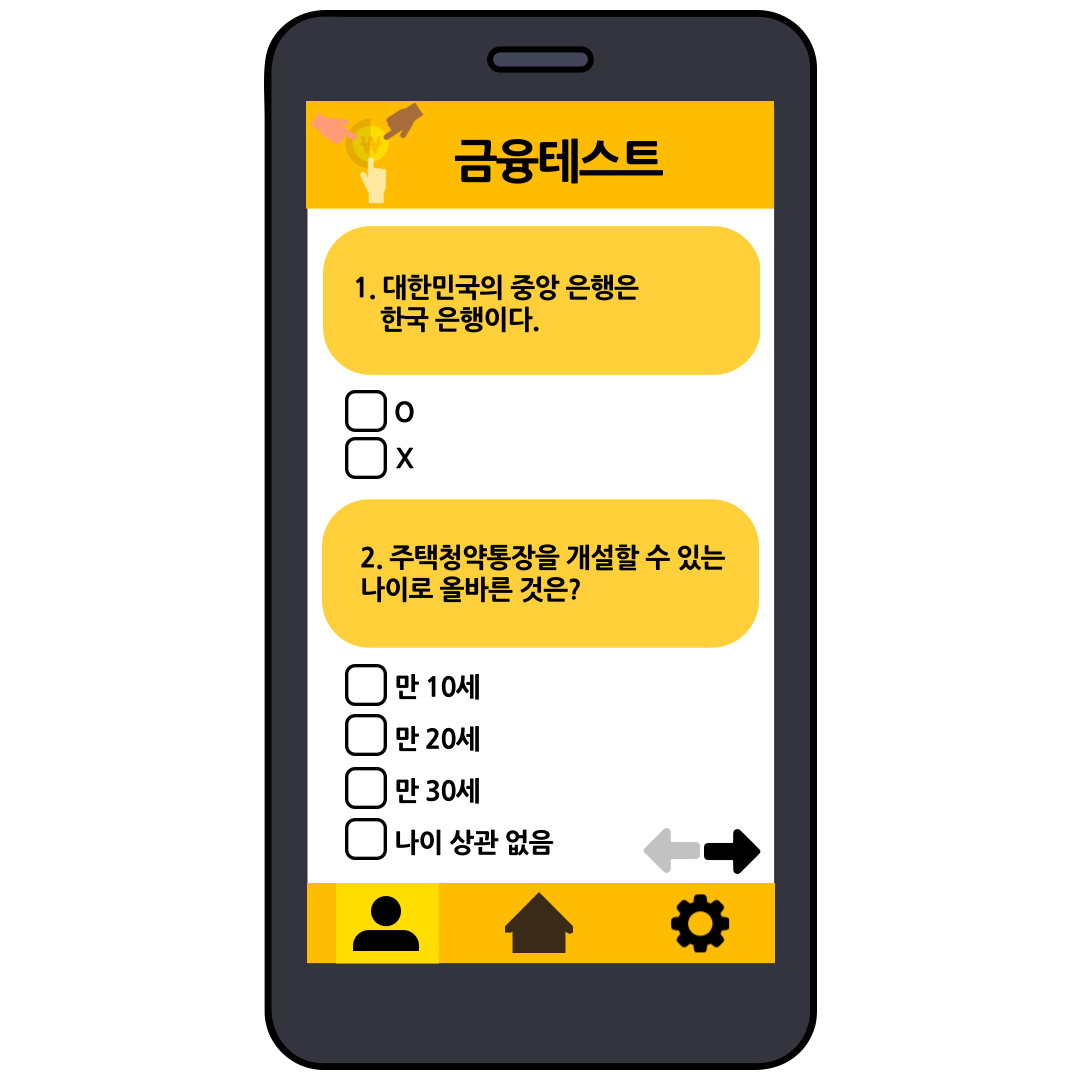 ₩
금융테스트
1. 대한민국의 중앙 은행은
한국 은행이다.
O
X
2. 주택청약통장을 개설할 수 있는
나이로 올바른 것은?
만 10세
만 20세
만 30세
나이 상관 없음